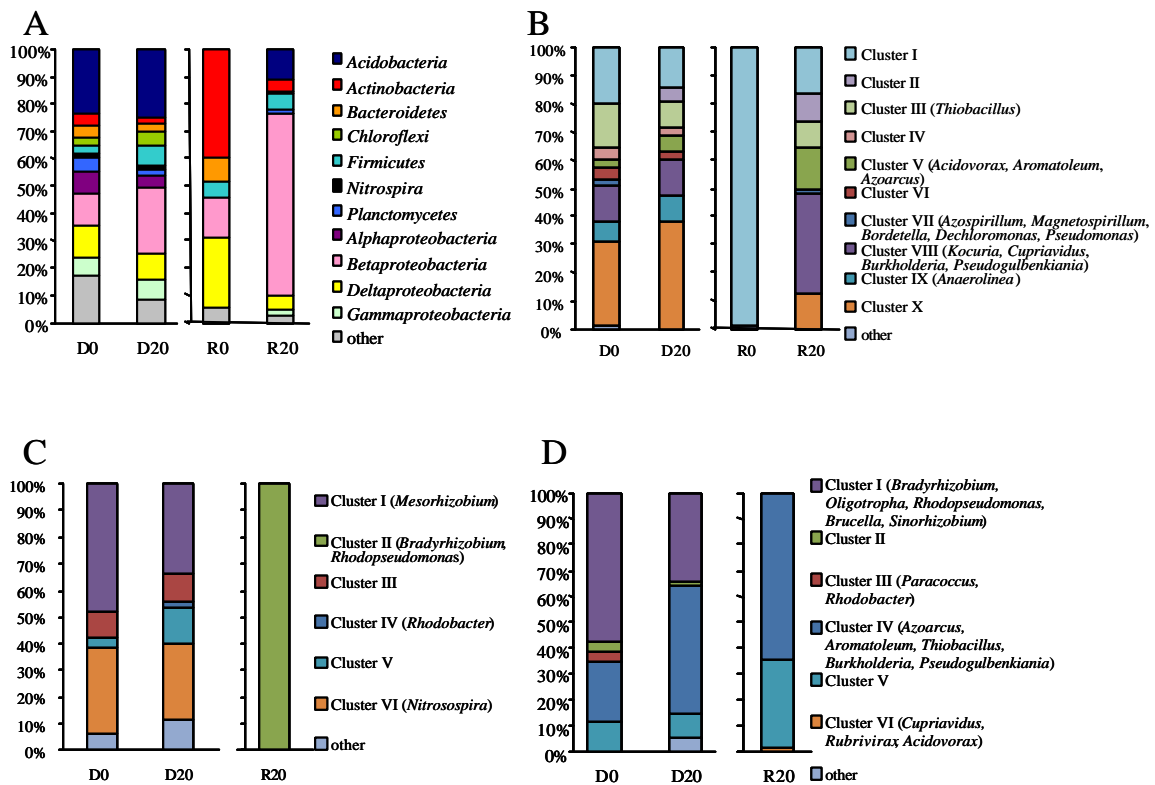 A
100%
90%
80%
70%
60%
50%
40%
30%
20%
10%
0%
D0 D20 R0 R20
Acidobacteria
Actinobacteria
Bacteroidetes
Chloroflexi
Firmicutes
Nitrospira
Planctomycetes
Alphaproteobacteria
Betaproteobacteria
Deltaproteobacteria
Gammaproteobacteria
other
B
100%
90%
80%
70%
60%
50%
40%
30%
20%
10%
0%
D0 D20 R0 R20
Cluster I
Cluster II
Cluster III (Thiobacillus)
Cluster IV
Cluster V (Acidovorax, Aromatoleum,
Azoarcus)
Cluster VI
Cluster VII (Azospirillum, Magnetospirillum,
Bordetella, Dechloromonas, Pseudomonas)
Cluster VIII (Kocuria, Cupriavidus,
Burkholderia, Pseudogulbenkiania)
Cluster IX (Anaerolinea)
Cluster X
other
C
100%
90%
80%
70%
60%
50%
40%
30%
20%
10%
0%
D0 D20 R20
Cluster I (Mesorhizobium)
Cluster II (Bradyrhizobium,
Rhodopseudomonas)
Cluster III
Cluster IV (Rhodobacter)
Cluster V
Cluster VI (Nitrosospira)
other
D
100%
90%
80%
70%
60%
50%
40%
30%
20%
10%
0%
D0 D20 R20
Cluster I (Bradyrhizobium,
Oligotropha, Rhodopseudomonas,
Brucella, Sinorhizobium)
Cluster II
Cluster III (Paracoccus,
Rhodobacter)
Cluster IV (Azoarcus,
Aromatoleum, Thiobacillus,
Burkholderia, Pseudogulbenkiania)
Cluster V
Cluster VI (Cupriavidus,
Rubrivirax, Acidovorax)
other